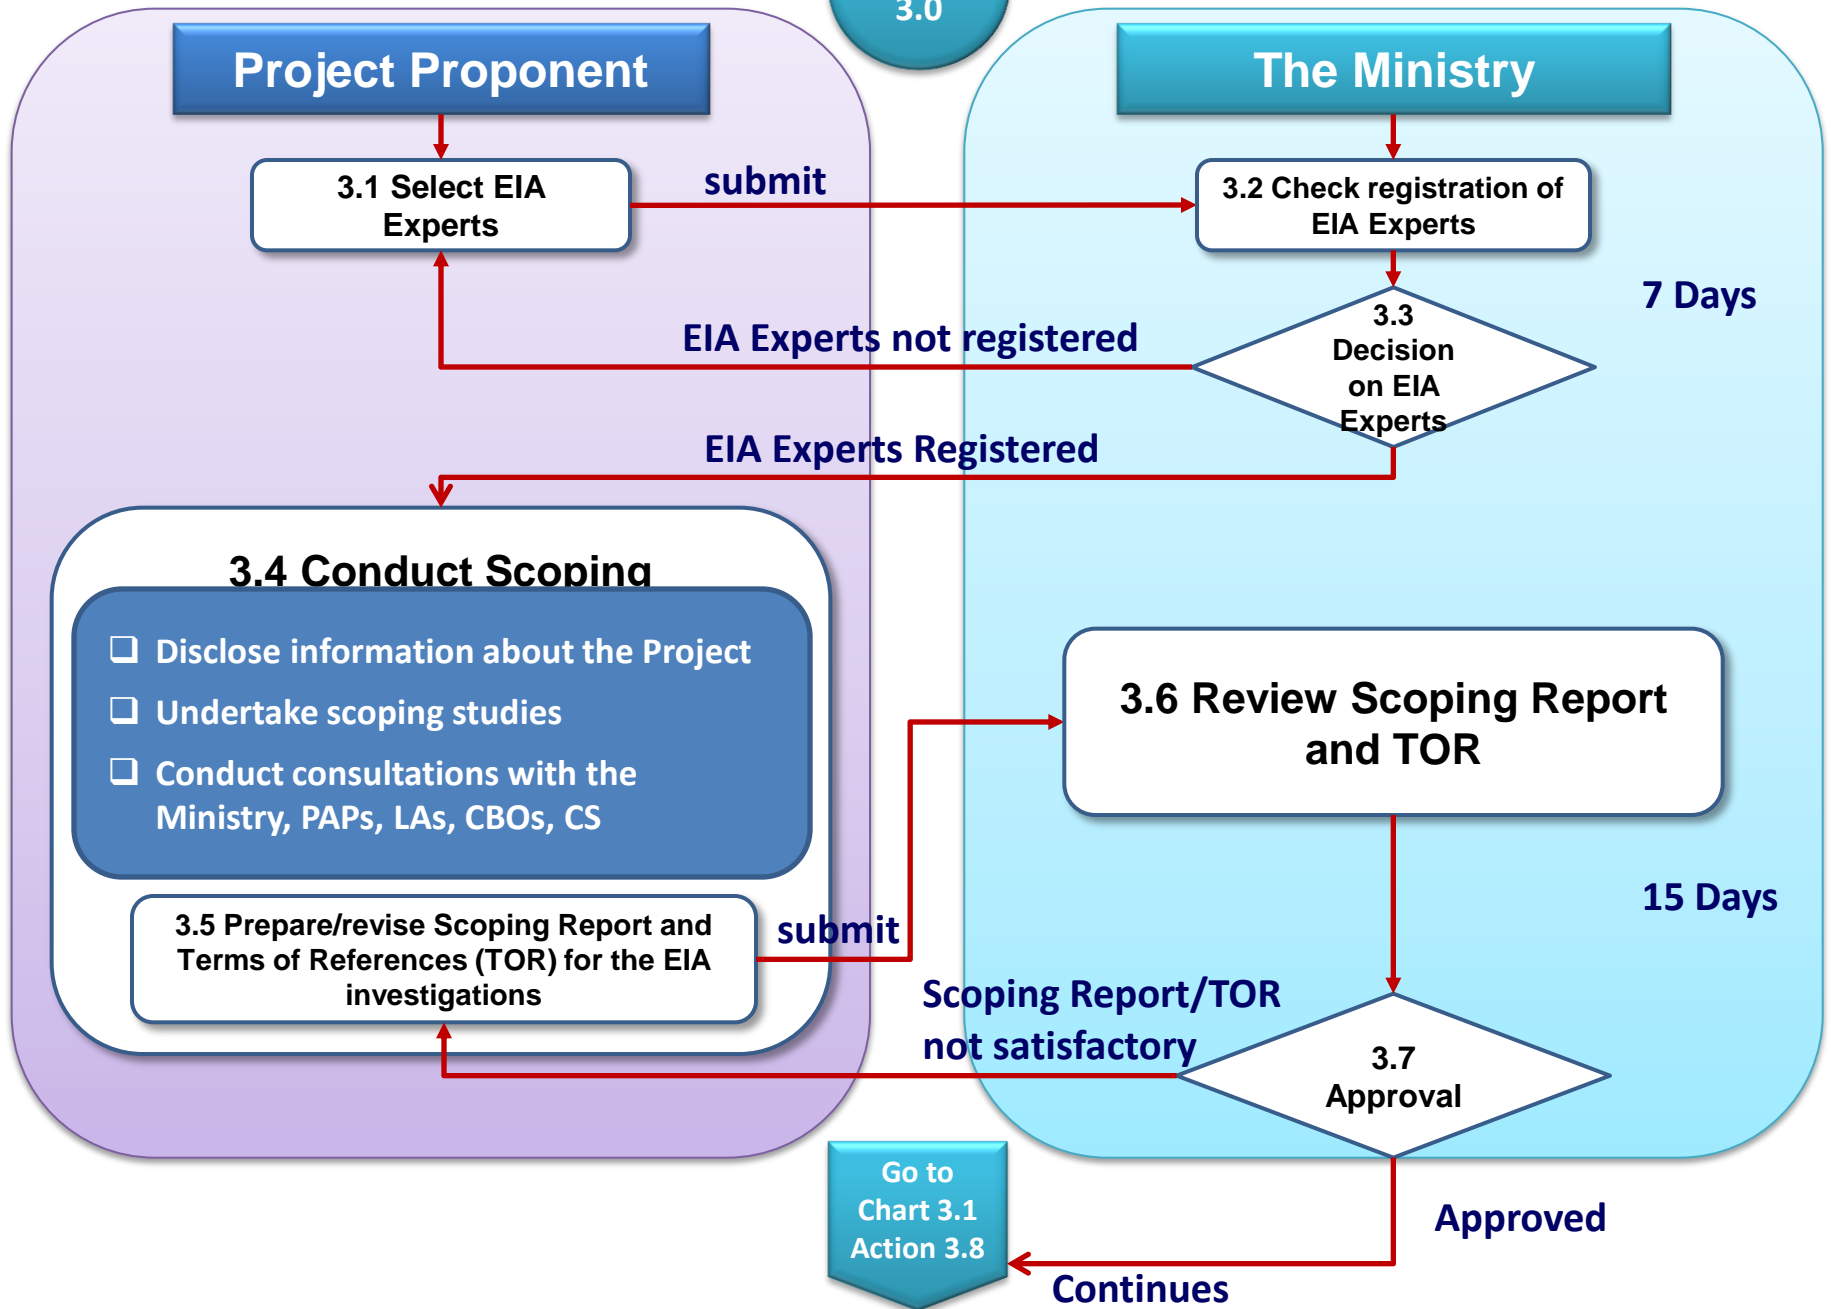 3.0
Project Proponent
The Ministry
3.1 Select EIA
Experts
submit
3.2 Check registration of
EIA Experts
7 Days
3.3
Decision
on EIA
Experts
EIA Experts not registered
EIA Experts Registered
3.4 Conduct Scoping
❑ Disclose information about the Project
❑ Undertake scoping studies
❑ Conduct consultations with the
Ministry, PAPs, LAs, CBOs, CS
3.5 Prepare/revise Scoping Report and
Terms of References (TOR) for the EIA
investigations
submit
3.6 Review Scoping Report
and TOR
15 Days
Scoping Report/TOR
not satisfactory
3.7
Approval
Go to
Chart 3.1
Action 3.8
Approved
Continues